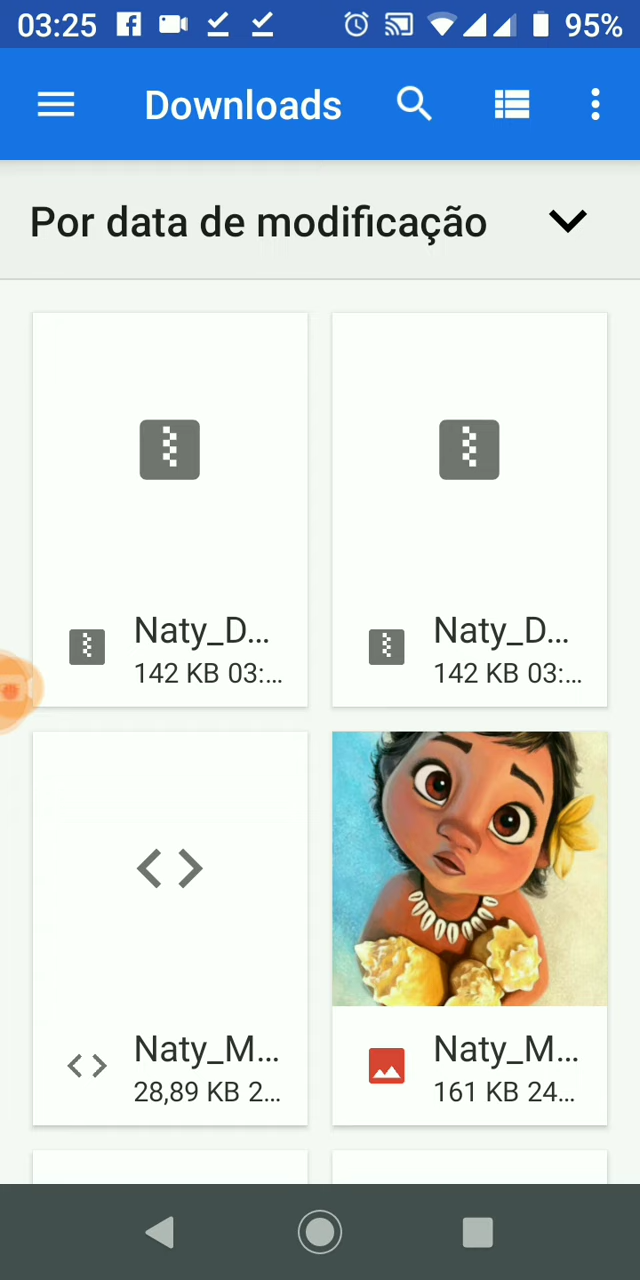 03:25
95%
Downloads
Por data de modificação
Naty_D...
142 KB 03:...
Naty_D...
142 KB 03:...
Naty_M...
28,89 KB 2...
Naty_M...
161 KB 24...